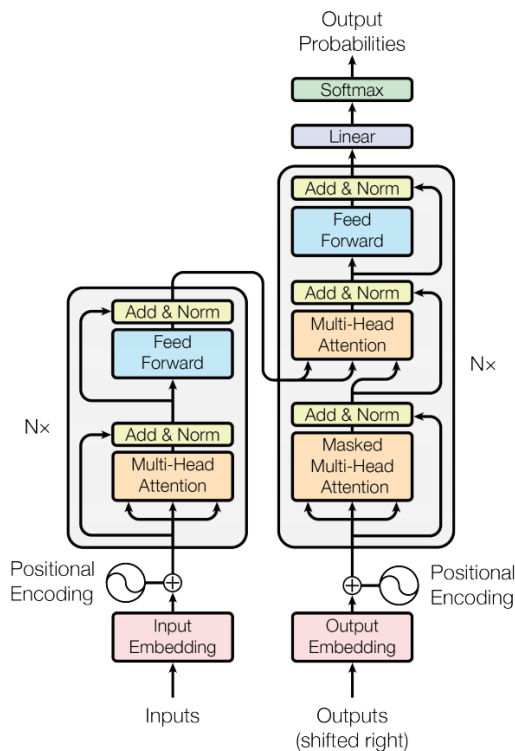 Output
Probabilities
Softmax
Linear
Add & Norm
Feed
Forward
Add & Norm
Multi-Head
Attention
Add & Norm
Masked
Multi-Head
Attention
N×
Positional
Encoding
Output
Embedding
Outputs
(shifted right)
Add & Norm
Feed
Forward
Add & Norm
Multi-Head
Attention
N×
Positional
Encoding
Input
Embedding
Inputs